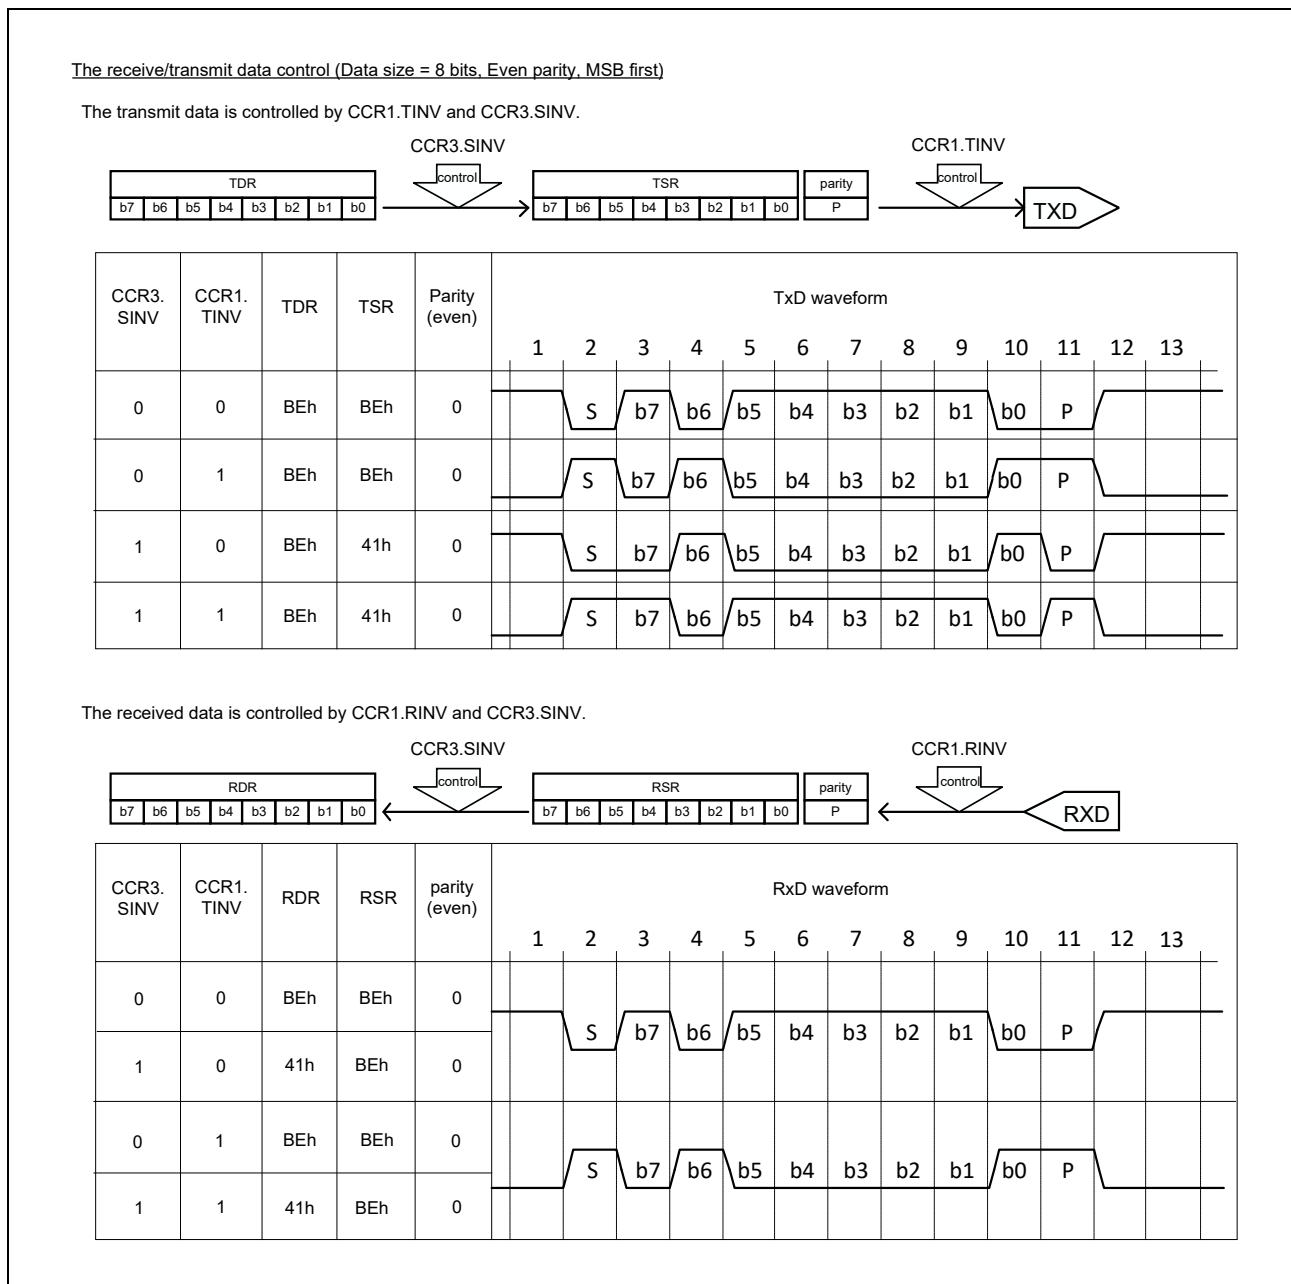 The receive/transmit data control (Data size = 8 bits, Even parity, MSB first)
The transmit data is controlled by CCR1.TINV and CCR3.SINV.
CCR3.SINV CCR1.TINV
control control
TDR TSR parity
b7 b6 b5 b4 b3 b2 b1 b0 b7 b6 b5 b4 b3 b2 b1 b0 P TXD
CCR3. SINV CCR1. TINV TDR TSR Parity (even) TxD waveform
1 2 3 4 5 6 7 8 9 10 11 12 13
0 0 BEh BEh 0 S b7 b6 b5 b4 b3 b2 b1 b0 P
0 1 BEh BEh 0 S b7 b6 b5 b4 b3 b2 b1 b0 P
1 0 BEh 41h 0 S b7 b6 b5 b4 b3 b2 b1 b0 P
1 1 BEh 41h 0 S b7 b6 b5 b4 b3 b2 b1 b0 P
The received data is controlled by CCR1.RINV and CCR3.SINV.
CCR3.SINV CCR1.RINV
control control
RDR RSR parity
b7 b6 b5 b4 b3 b2 b1 b0 b7 b6 b5 b4 b3 b2 b1 b0 P RXD
CCR3. SINV CCR1. TINV RDR RSR parity (even) RxD waveform
1 2 3 4 5 6 7 8 9 10 11 12 13
0 0 BEh BEh 0
S b7 b6 b5 b4 b3 b2 b1 b0 P
1 0 41h BEh 0
0 1 BEh BEh 0
S b7 b6 b5 b4 b3 b2 b1 b0 P
1 1 41h BEh 0